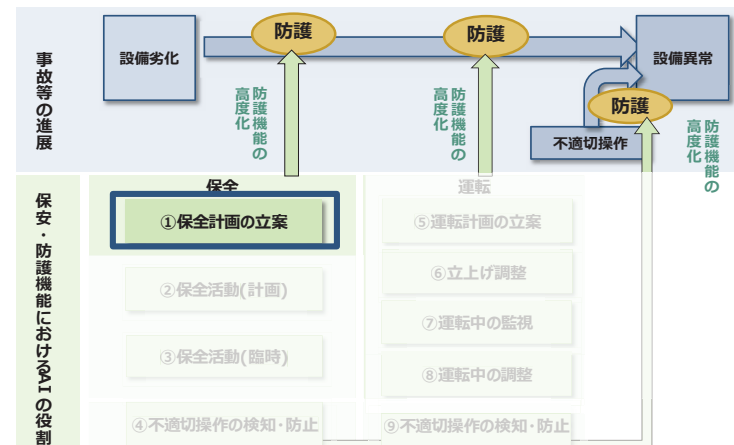 事故等の進展
設備劣化
防護
防護
設備異常
防護機能の
高度化
防護機能の
高度化
防護
不適切操作
防護機能の
高度化
保安・防護機能におけるAIの役割
保全
①保全計画の立案
②保全活動(計画)
③保全活動(臨時)
④不適切操作の検知･防止
運転
⑤運転計画の立案
⑥立上げ調整
⑦運転中の監視
⑧運転中の調整
⑨不適切操作の検知･防止